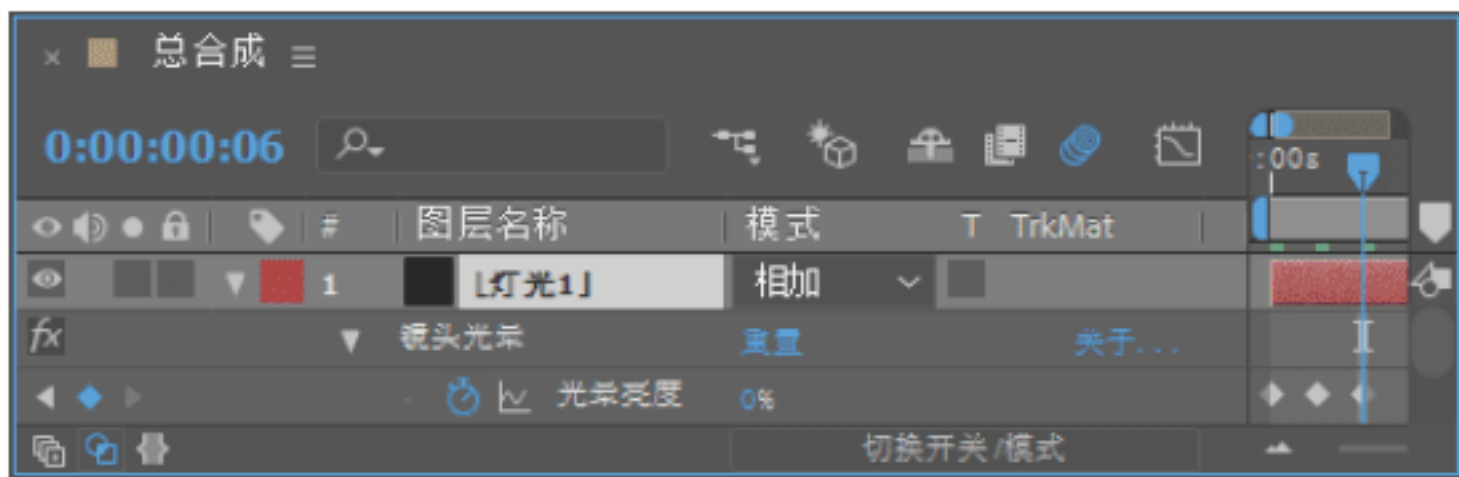 总合成
0:00:00:06
:00s
# 图层名称 模式 T TrkMat
1 「灯光1」 相加
fx 镜头光晕 重置 关于...
光晕亮度 0%
切换开关/模式